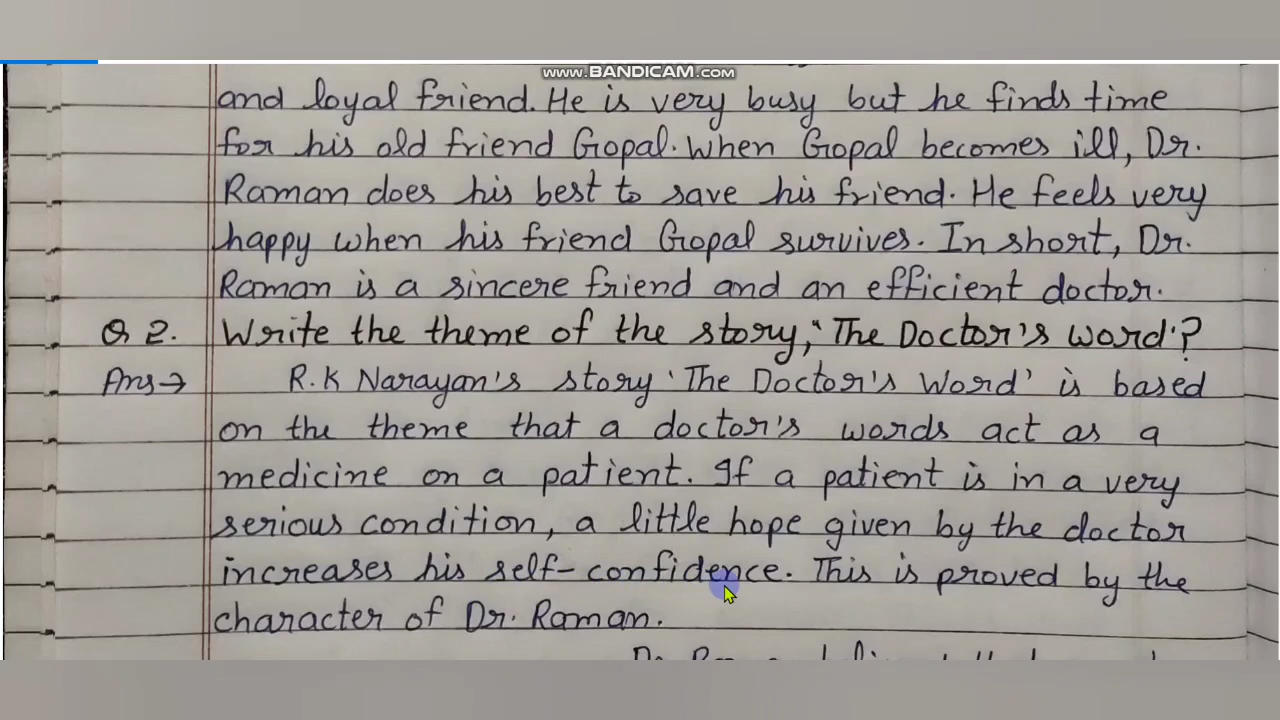 www.BANDICAM.com
and loyal friend. He is very busy but he finds time
for his old friend Gopal. When Gopal becomes ill, Dr.
Raman does his best to save his friend. He feels very
happy when his friend Gopal survives. In short, Dr.
Raman is a sincere friend and an efficient doctor.
Q 2. Write the theme of the story, "The Doctor's word'?
Ans→ R.K Narayan's story 'The Doctor's Word' is based
on the theme that a doctor's words act as a
medicine on a patient. If a patient is in a very
serious condition, a little hope given by the doctor
increases his self-confidence. This is proved by the
character of Dr. Raman.